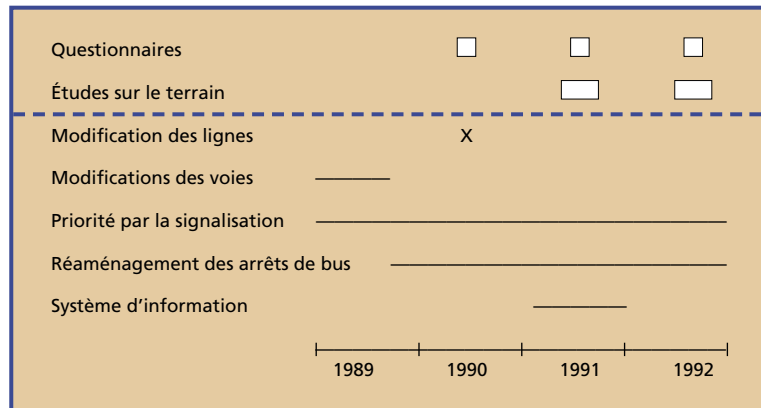 Questionnaires
Études sur le terrain
Modification des lignes X
Modifications des voies
Priorité par la signalisation
Réaménagement des arrêts de bus
Système d'information
1989 1990 1991 1992